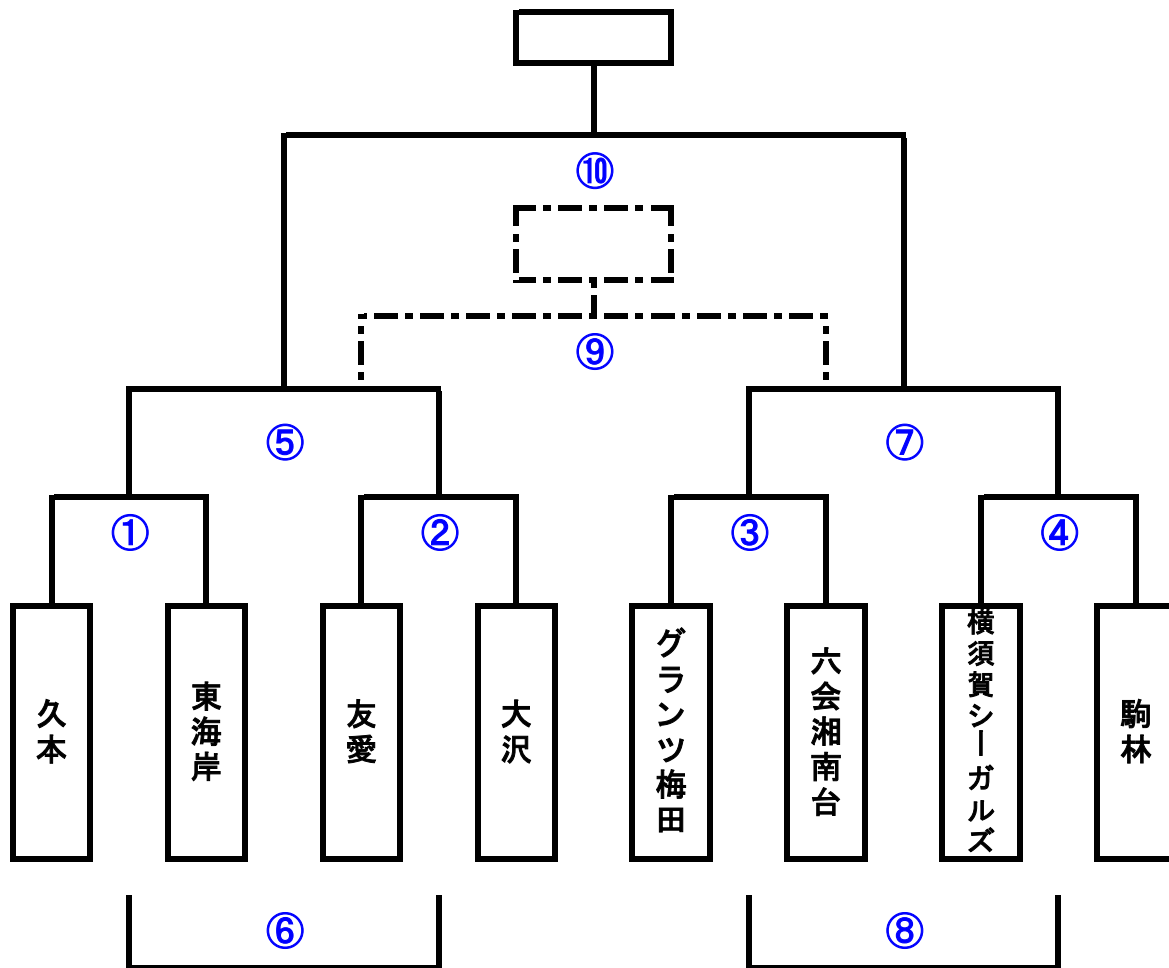 ⑩
⑨
⑤
⑦
①
②
③
④
久本
東海岸
友愛
大沢
グランツ梅田
六会湘南台
横須賀シーガルズ
駒林
⑥
⑧